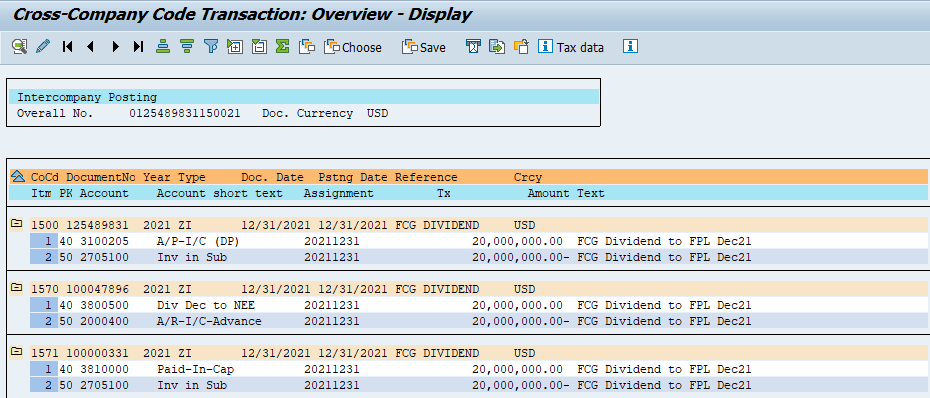 Cross-Company Code Transaction: Overview - Display
Choose Save Tax data
Intercompany Posting
Overall No. 0125489831150021 Doc. Currency USD
CoCd DocumentNo Year Type Doc. Date Pstng Date Reference Crcy
Itm PK Account Account short text Assignment Tx Amount Text
1500 125489831 2021 ZI 12/31/2021 12/31/2021 FCG DIVIDEND USD
1 40 3100205 A/P-I/C (DP) 20211231 20,000,000.00 FCG Dividend to FPL Dec21
2 50 2705100 Inv in Sub 20211231 20,000,000.00- FCG Dividend to FPL Dec21
1570 100047896 2021 ZI 12/31/2021 12/31/2021 FCG DIVIDEND USD
1 40 3800500 Div Dec to NEE 20211231 20,000,000.00 FCG Dividend to FPL Dec21
2 50 2000400 A/R-I/C-Advance 20211231 20,000,000.00- FCG Dividend to FPL Dec21
1571 100000331 2021 ZI 12/31/2021 12/31/2021 FCG DIVIDEND USD
1 40 3810000 Paid-In-Cap 20211231 20,000,000.00 FCG Dividend to FPL Dec21
2 50 2705100 Inv in Sub 20211231 20,000,000.00- FCG Dividend to FPL Dec21